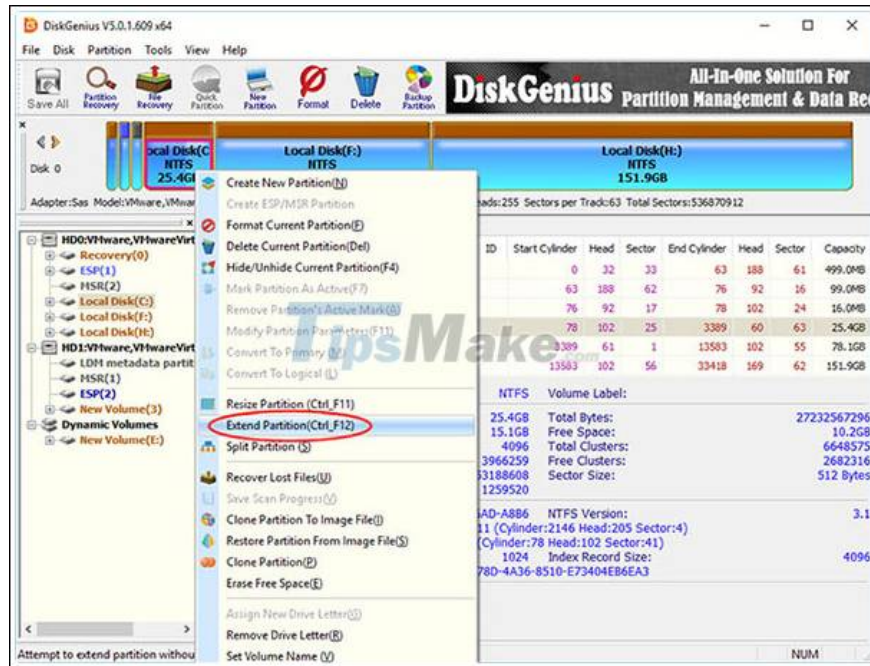 DiskGenius V5.0.1.609 x64
File Disk Partition Tools View Help
Save All
Partition Recovery
File Recovery
Quick Partition
New Partition
Format
Delete
Backup Partition
DiskGenius
All-In-One Solution For
Partition Management & Data Rec
Disk 0
ocal Disk(C
NTFS
25.4G
Local Disk(F:)
NTFS
Local Disk(H:)
NTFS
151.9GB
Adapter:Sas Model:VMware,VMwar
eads:255 Sectors per Track:63 Total Sectors:536870912
HD0:VMware,VMwareVirt
Recovery(0)
ESP(1)
MSR(2)
Local Disk(C:)
Local Disk(F:)
Local Disk(H:)
HD1:VMware,VMwareVirt
LDM metadata partit
MSR(1)
ESP(2)
New Volume(3)
Dynamic Volumes
New Volume(E:)
Create New Partition(N)
Create ESP/MSR Partition
Format Current Partition(F)
Delete Current Partition(Del)
Hide/Unhide Current Partition(F4)
Mark Partition As Active(F7)
Remove Partition's Active Mark(A)
Modify Partition Parameters(F11)
Convert To Primary (M)
Convert To Logical (L)
Resize Partition (Ctrl_F11)
Extend Partition(Ctrl_F12)
Split Partition (S)
Recover Lost Files(U)
Save Scan Progress(V)
Clone Partition To Image File(I)
Restore Partition From Image File(S)
Clone Partition(P)
Erase Free Space(E)
Assign New Drive Letter(G)
Remove Drive Letter(R)
Set Volume Name (V)
ID Start Cylinder Head Sector End Cylinder Head Sector Capacity
0 32 33 63 188 61 499.0MB
63 188 62 76 92 16 99.0MB
76 92 17 78 102 24 16.0MB
78 102 25 3389 60 63 25.4GB
3389 61 1 13583 102 55 78.1GB
13583 102 56 33418 169 62 151.9GB
TipsMake.com
NTFS Volume Label:
25.4GB Total Bytes: 27232567296
15.1GB Free Space: 10.2GB
4096 Total Clusters: 6648575
3966259 Free Clusters: 2682316
53188608 Sector Size: 512 Bytes
1259520
6AD-A8B6 NTFS Version: 3.1
11 (Cylinder:2146 Head:205 Sector:4)
(Cylinder:78 Head:102 Sector:41)
1024 Index Record Size: 4096
78D-4A36-8510-E73404EB6EA3
Attempt to extend partition withou
NUM